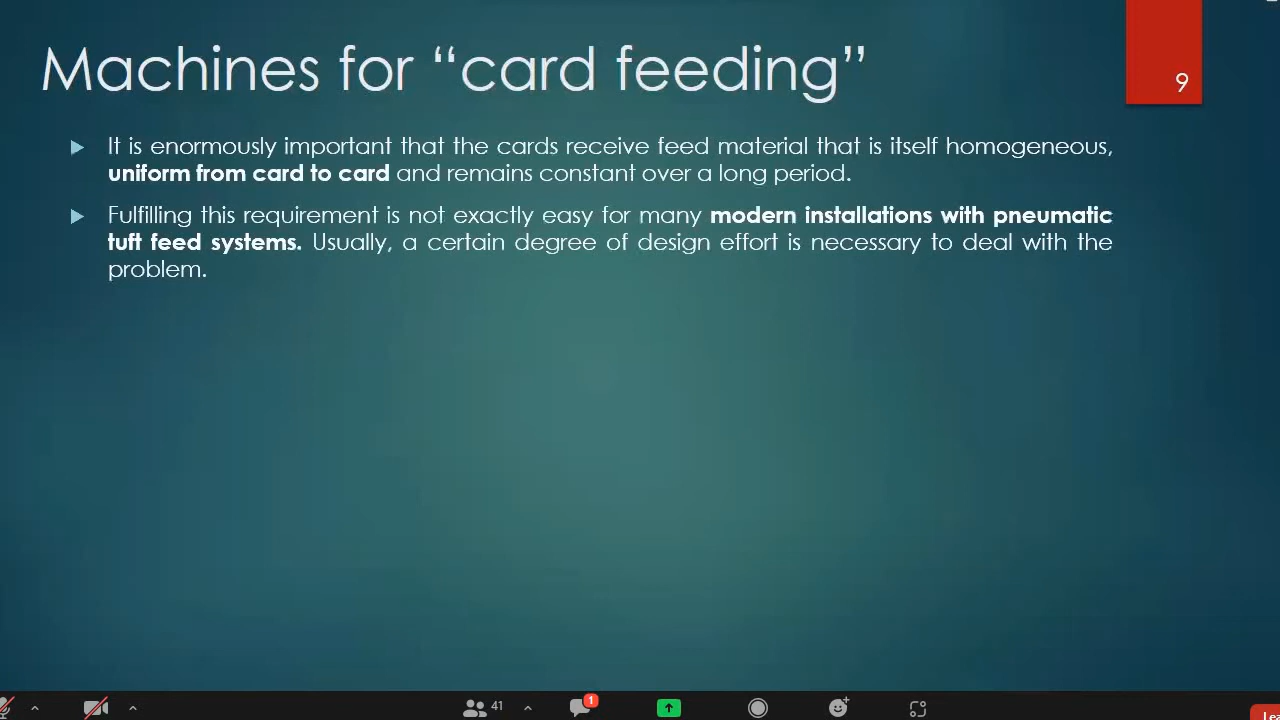 Machines for “card feeding”
9
It is enormously important that the cards receive feed material that is itself homogeneous,
uniform from card to card and remains constant over a long period.
Fulfilling this requirement is not exactly easy for many modern installations with pneumatic
tuft feed systems. Usually, a certain degree of design effort is necessary to deal with the
problem.
41
1